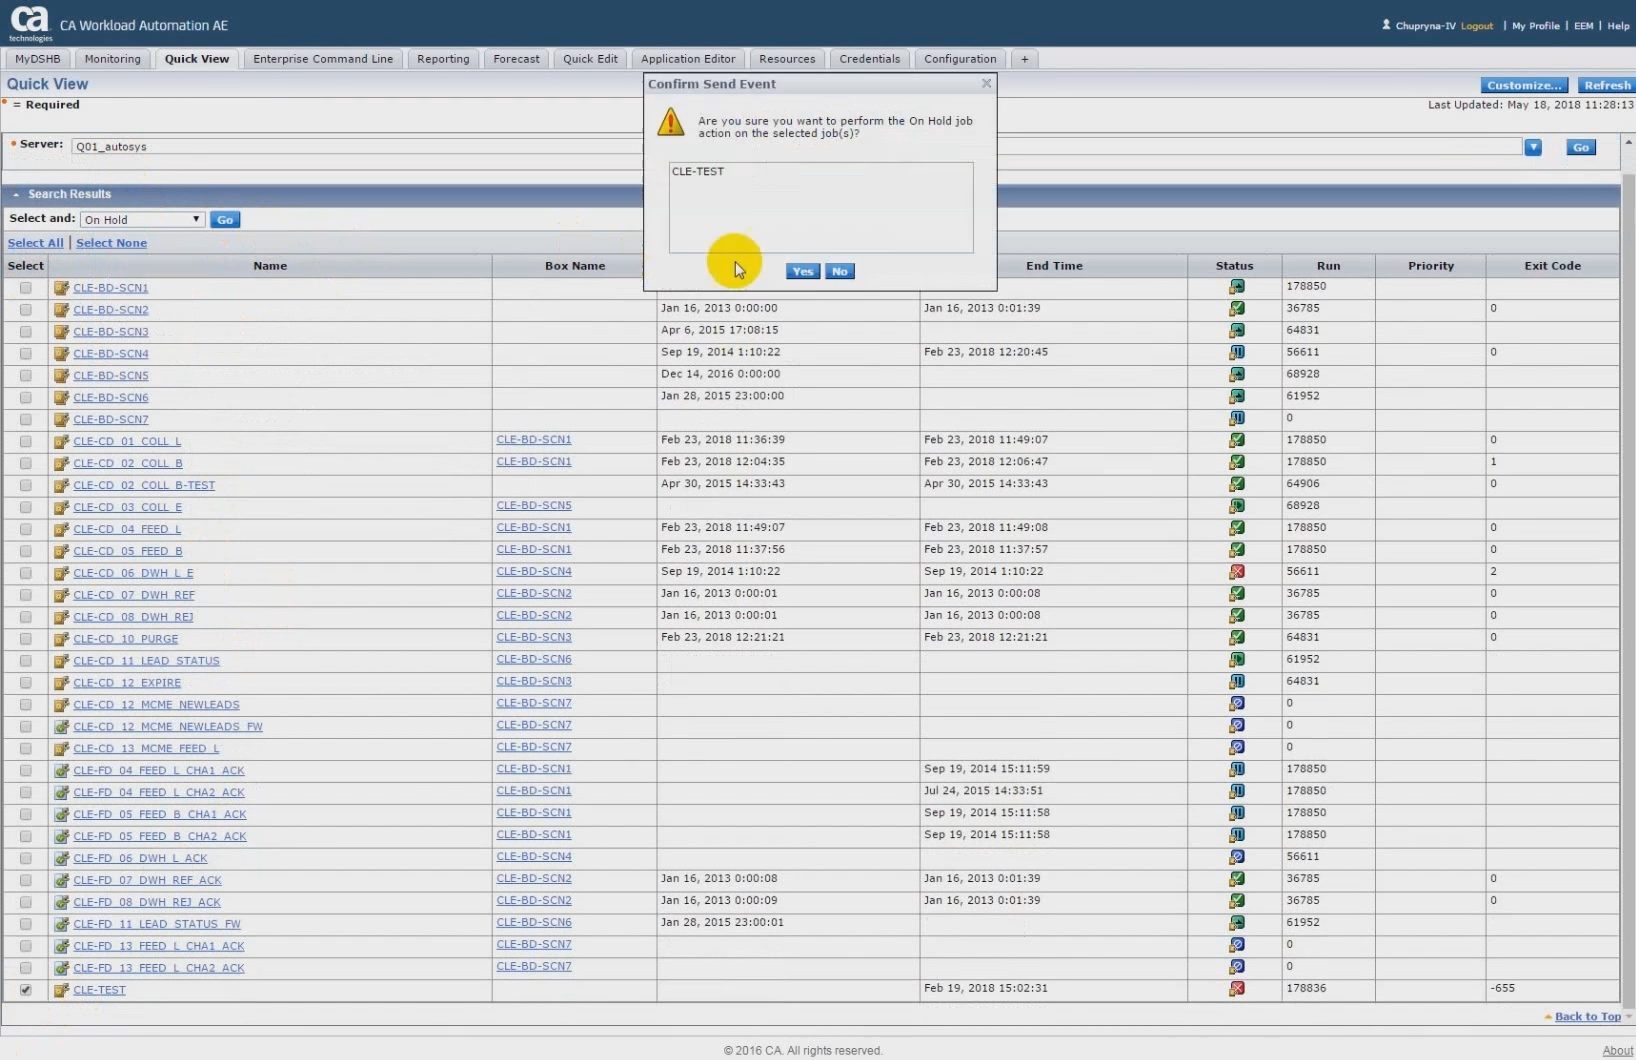 ca
technologies
CA Workload Automation AE
Chupryna-IV Logout | My Profile | EEM | Help
MyDSHB Monitoring Quick View Enterprise Command Line Reporting Forecast Quick Edit Application Editor Resources Credentials Configuration +
Quick View
Customize... Refresh
= Required
Last Updated: May 18, 2018 11:28:13
Confirm Send Event
Are you sure you want to perform the On Hold job
action on the selected job(s)?
CLE-TEST
Yes No
Server: Q01_autosys Go
Search Results
Select and: On Hold Go
Select All | Select None
Select Name Box Name End Time Status Run Priority Exit Code
CLE-BD-SCN1 178850
CLE-BD-SCN2 Jan 16, 2013 0:00:00 Jan 16, 2013 0:01:39 36785 0
CLE-BD-SCN3 Apr 6, 2015 17:08:15 64831
CLE-BD-SCN4 Sep 19, 2014 1:10:22 Feb 23, 2018 12:20:45 56611 0
CLE-BD-SCN5 Dec 14, 2016 0:00:00 68928
CLE-BD-SCN6 Jan 28, 2015 23:00:00 61952
CLE-BD-SCN7 0
CLE-CD_01_COLL_L CLE-BD-SCN1 Feb 23, 2018 11:36:39 Feb 23, 2018 11:49:07 178850 0
CLE-CD_02_COLL_B CLE-BD-SCN1 Feb 23, 2018 12:04:35 Feb 23, 2018 12:06:47 178850 1
CLE-CD_02_COLL_B-TEST Apr 30, 2015 14:33:43 Apr 30, 2015 14:33:43 64906 0
CLE-CD_03_COLL_E CLE-BD-SCN5 68928
CLE-CD_04_FEED_L CLE-BD-SCN1 Feb 23, 2018 11:49:07 Feb 23, 2018 11:49:08 178850 0
CLE-CD_05_FEED_B CLE-BD-SCN1 Feb 23, 2018 11:37:56 Feb 23, 2018 11:37:57 178850 0
CLE-CD_06_DWH_L_E CLE-BD-SCN4 Sep 19, 2014 1:10:22 Sep 19, 2014 1:10:22 56611 2
CLE-CD_07_DWH_REF CLE-BD-SCN2 Jan 16, 2013 0:00:01 Jan 16, 2013 0:00:08 36785 0
CLE-CD_08_DWH_REJ CLE-BD-SCN2 Jan 16, 2013 0:00:01 Jan 16, 2013 0:00:08 36785 0
CLE-CD_10_PURGE CLE-BD-SCN3 Feb 23, 2018 12:21:21 Feb 23, 2018 12:21:21 64831 0
CLE-CD_11_LEAD_STATUS CLE-BD-SCN6 61952
CLE-CD_12_EXPIRE CLE-BD-SCN3 64831
CLE-CD_12_MCME_NEWLEADS CLE-BD-SCN7 0
CLE-CD_12_MCME_NEWLEADS_FW CLE-BD-SCN7 0
CLE-CD_13_MCME_FEED_L CLE-BD-SCN7 0
CLE-FD_04_FEED_L_CHA1_ACK CLE-BD-SCN1 Sep 19, 2014 15:11:59 178850
CLE-FD_04_FEED_L_CHA2_ACK CLE-BD-SCN1 Jul 24, 2015 14:33:51 178850
CLE-FD_05_FEED_B_CHA1_ACK CLE-BD-SCN1 Sep 19, 2014 15:11:58 178850
CLE-FD_05_FEED_B_CHA2_ACK CLE-BD-SCN1 Sep 19, 2014 15:11:58 178850
CLE-FD_06_DWH_L_ACK CLE-BD-SCN4 56611
CLE-FD_07_DWH_REF_ACK CLE-BD-SCN2 Jan 16, 2013 0:00:08 Jan 16, 2013 0:01:39 36785 0
CLE-FD_08_DWH_REJ_ACK CLE-BD-SCN2 Jan 16, 2013 0:00:09 Jan 16, 2013 0:01:39 36785 0
CLE-FD_11_LEAD_STATUS_FW CLE-BD-SCN6 Jan 28, 2015 23:00:01 61952
CLE-FD_13_FEED_L_CHA1_ACK CLE-BD-SCN7 0
CLE-FD_13_FEED_L_CHA2_ACK CLE-BD-SCN7 0
CLE-TEST Feb 19, 2018 15:02:31 178836 -655
Back to Top
© 2016 CA. All rights reserved.
About